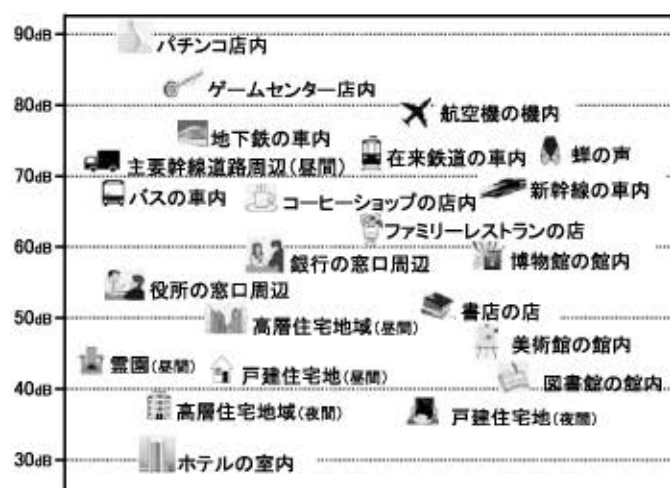 90dB
パチンコ店内
ゲームセンター店内
80dB
航空機の機内
地下鉄の車内
主要幹線道路周辺(昼間)
在来鉄道の車内
蝉の声
70dB
バスの車内
コーヒーショップの店内
新幹線の車内
ファミリーレストランの店
60dB
銀行の窓口周辺
博物館の館内
役所の窓口周辺
50dB
書店の店
高層住宅地域(昼間)
美術館の館内
霊園(昼間)
戸建住宅地(昼間)
図書館の館内
40dB
高層住宅地域(夜間)
戸建住宅地(夜間)
30dB
ホテルの室内